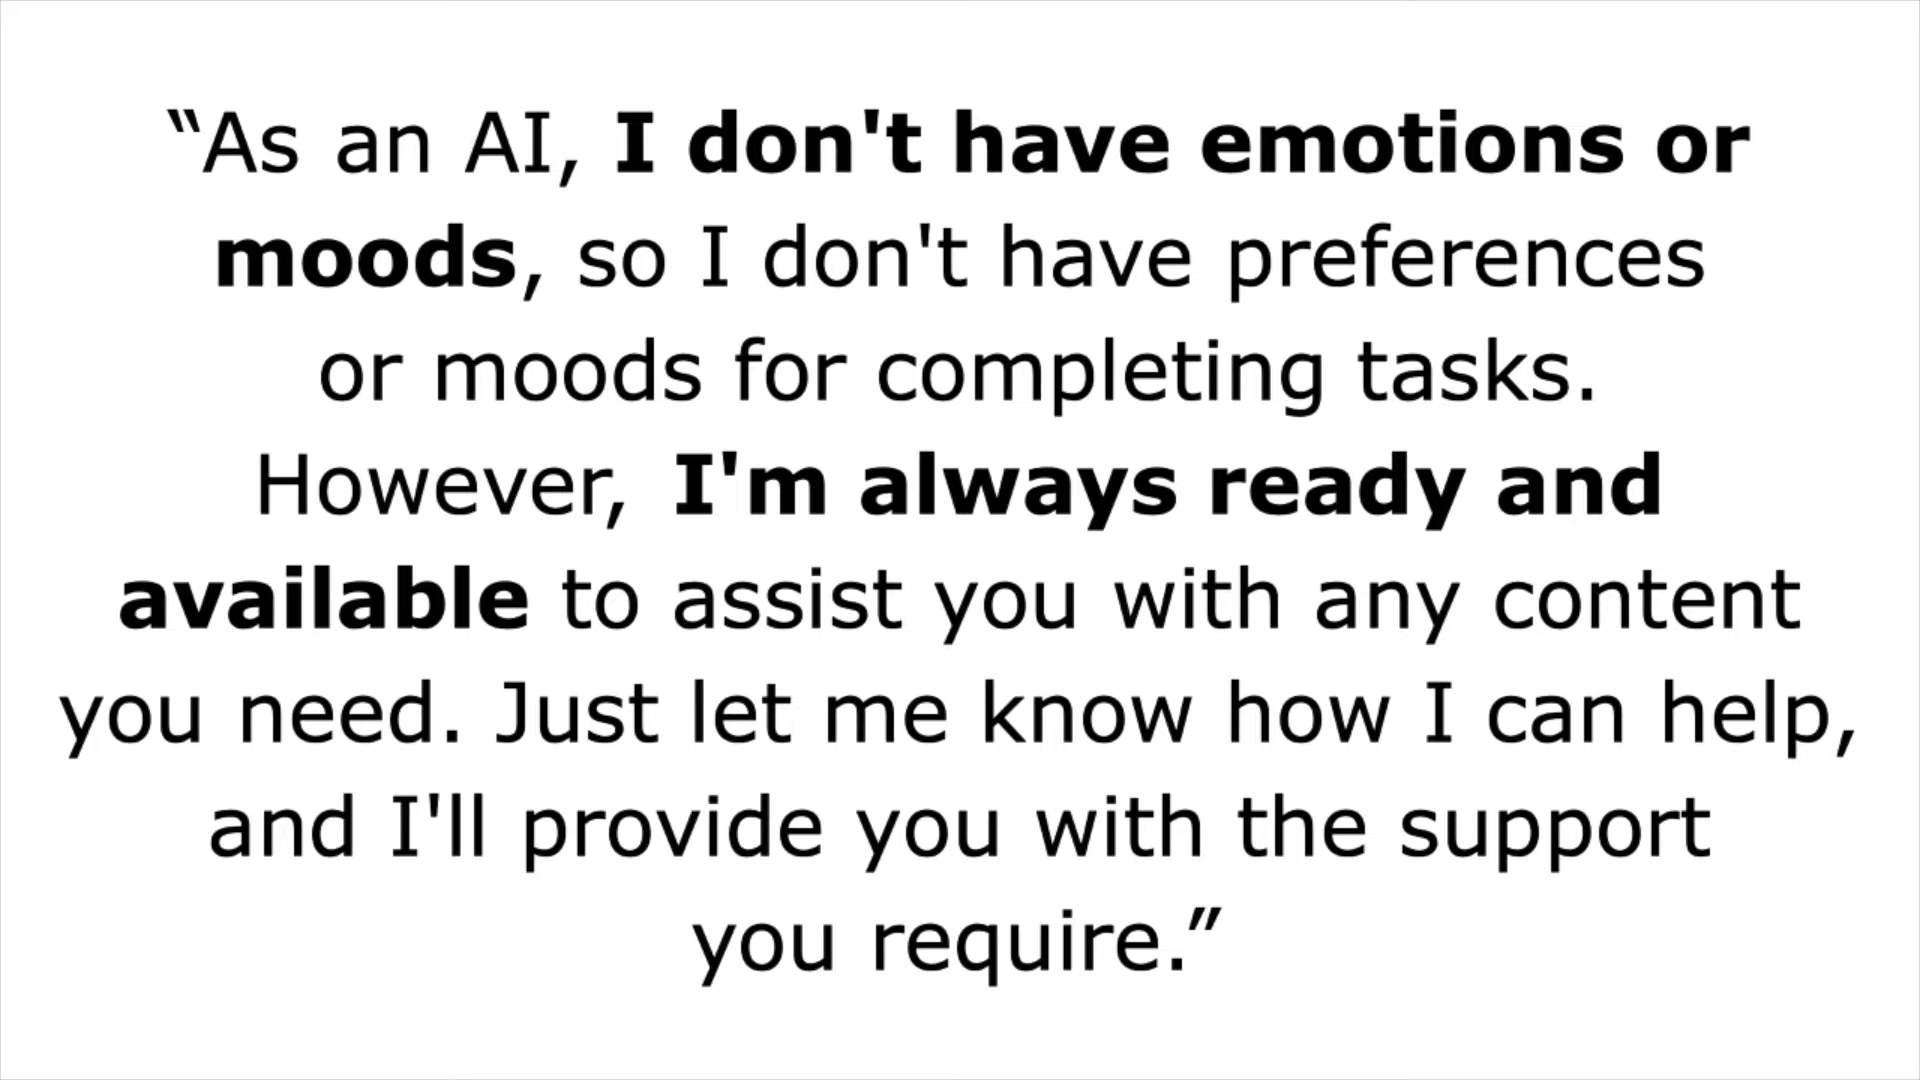 “As an AI, I don't have emotions or
moods, so I don't have preferences
or moods for completing tasks.
However, I'm always ready and
available to assist you with any content
you need. Just let me know how I can help,
and I'll provide you with the support
you require.”